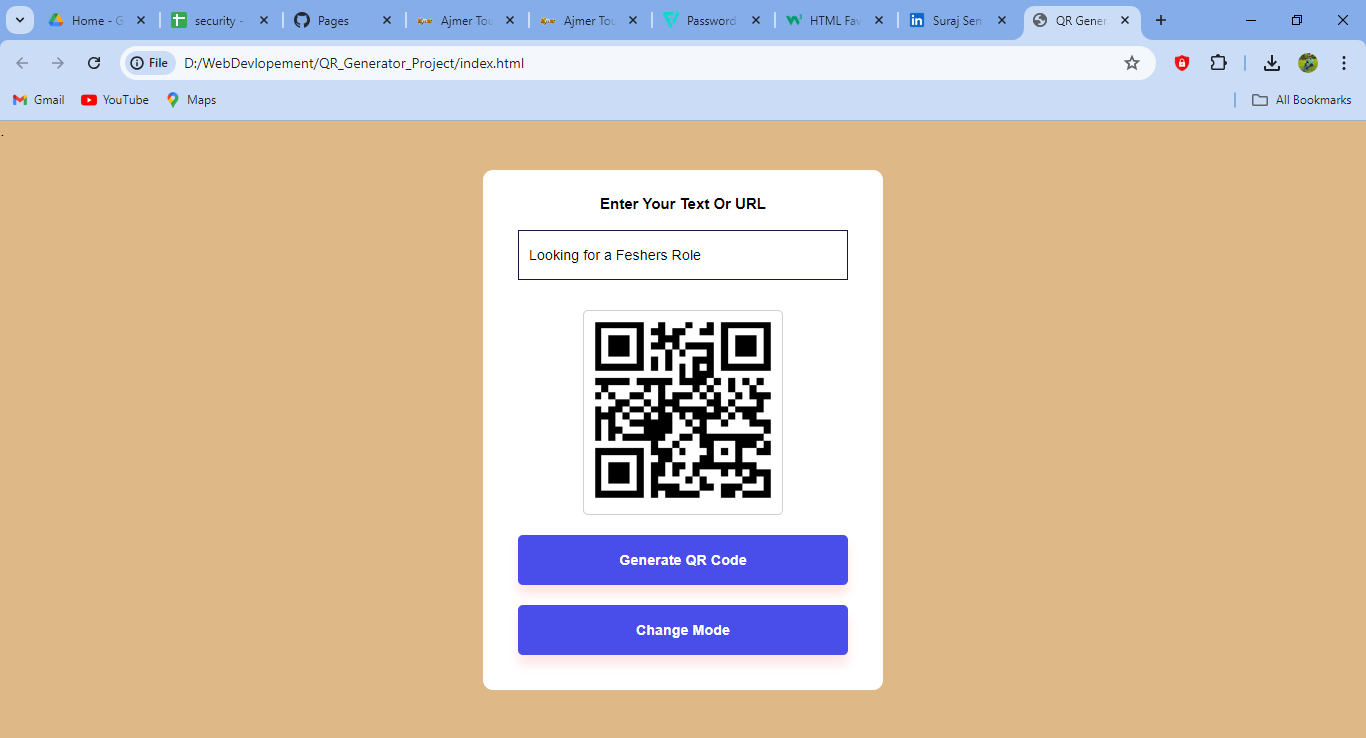 Home - G
security -
Pages
Ajmer Tou
Ajmer Tou
Password
HTML Fav
Suraj Sen
QR Gener
File
D:/WebDevlopement/QR_Generator_Project/index.html
Gmail
YouTube
Maps
All Bookmarks
.
Enter Your Text Or URL
Looking for a Feshers Role
Generate QR Code
Change Mode